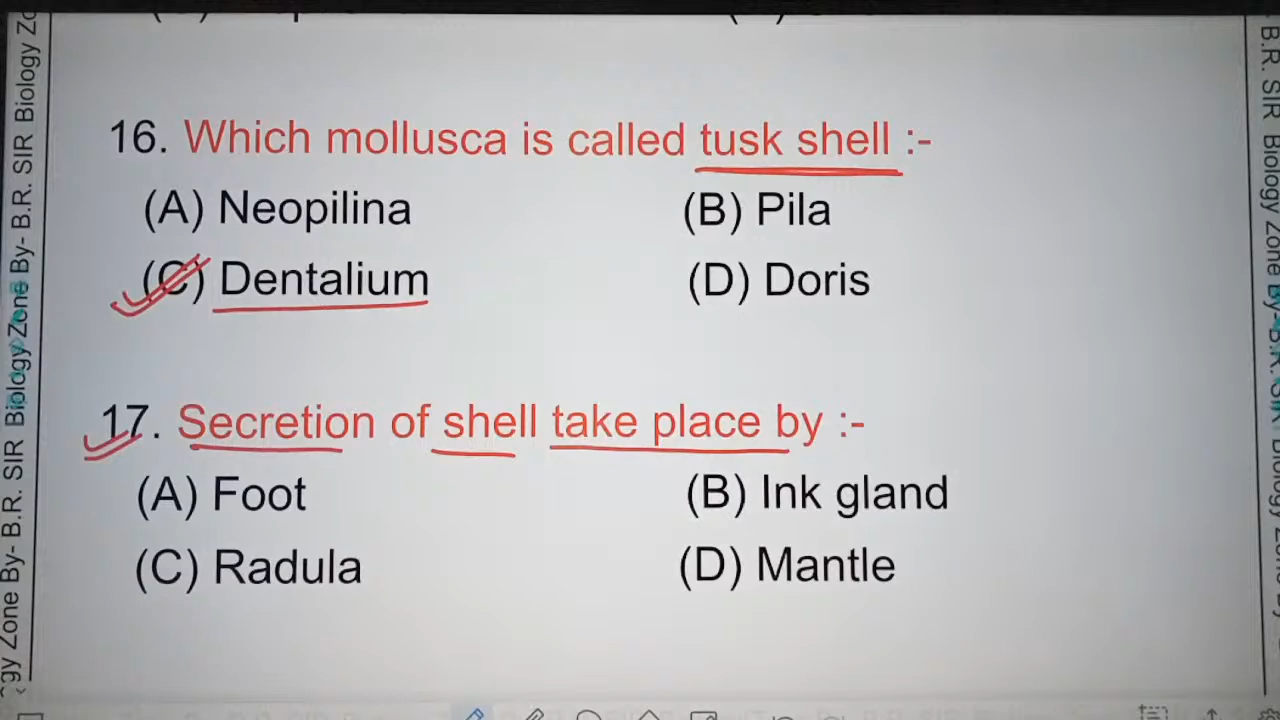 16. Which mollusca is called tusk shell :-
(A) Neopilina (B) Pila
(C) Dentalium (D) Doris
17. Secretion of shell take place by :-
(A) Foot (B) Ink gland
(C) Radula (D) Mantle
Zone By- B.R. SIR Biology Zone By- B.R. SIR Biology
B.R. SIR Biology Zone By- B.R. SIR Biology